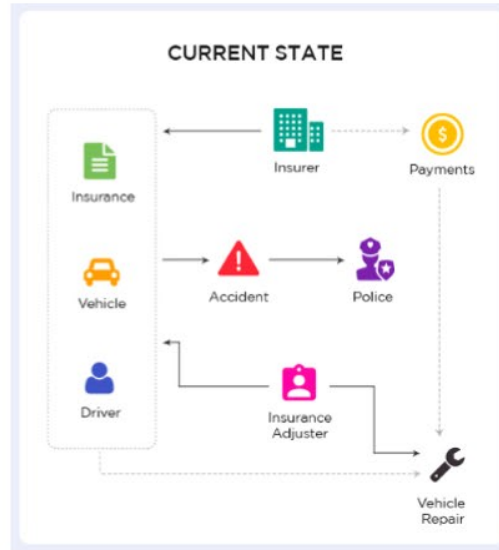 CURRENT STATE
Insurer
Payments
Insurance
Accident
Police
Vehicle
Driver
Insurance
Adjuster
Vehicle
Repair
$